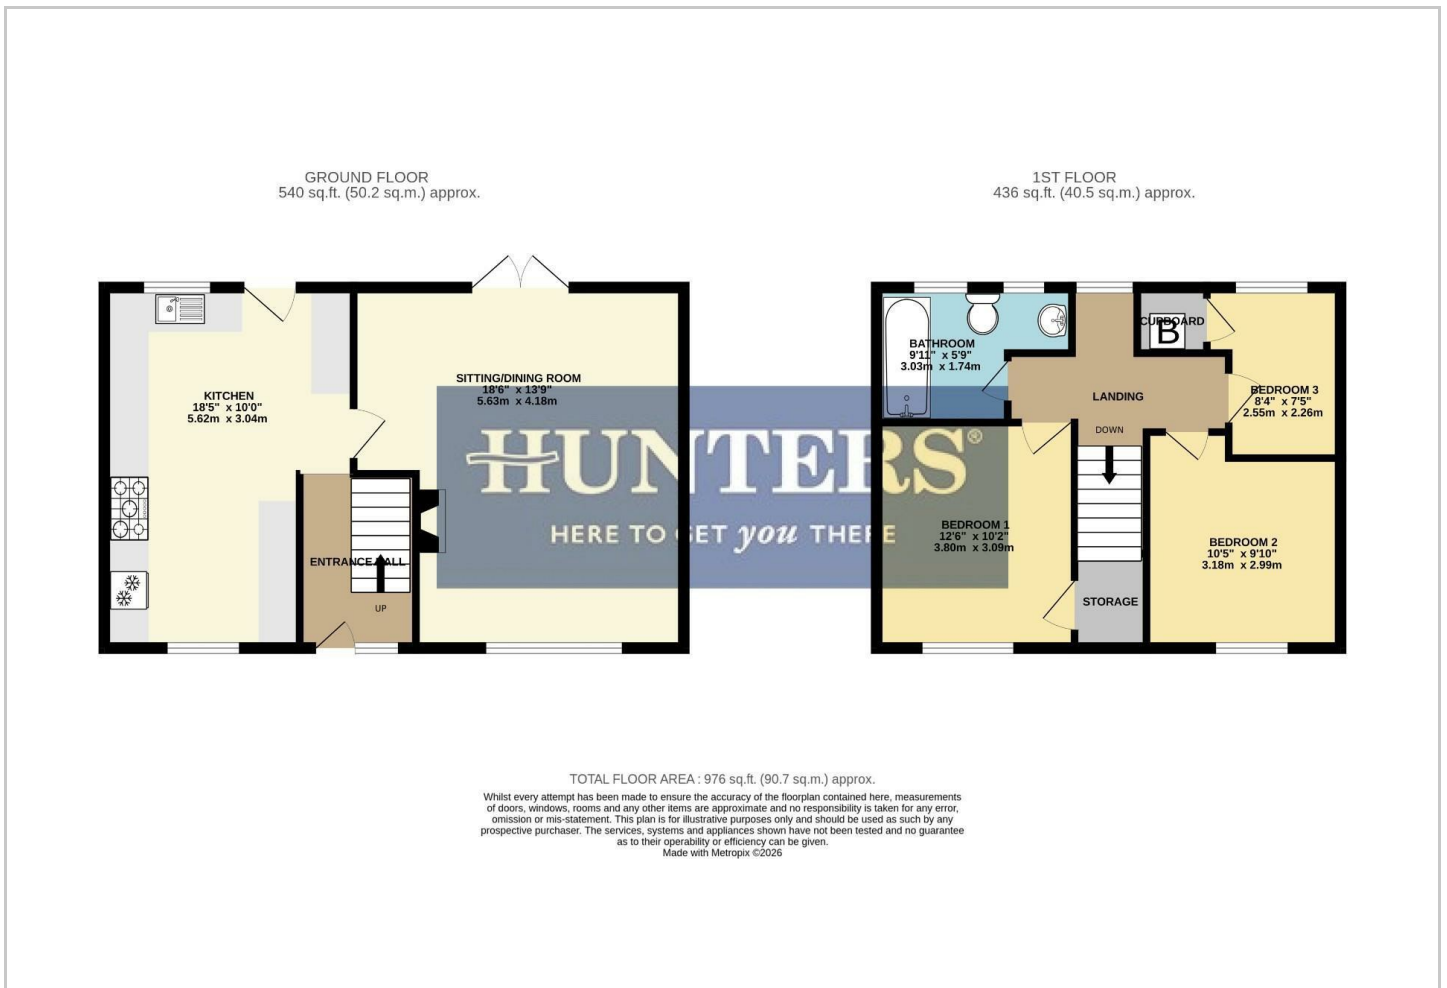 GROUND FLOOR
540 sq.ft. (50.2 sq.m.) approx.
1ST FLOOR
436 sq.ft. (40.5 sq.m.) approx.
KITCHEN
18'5" x 10'0"
5.62m x 3.04m
SITTING/DINING ROOM
18'6" x 13'9"
5.63m x 4.18m
ENTRANCE HALL
UP
BATHROOM
9'11" x 5'9"
3.03m x 1.74m
CUPBOARD
B
LANDING
DOWN
BEDROOM 3
8'4" x 7'5"
2.55m x 2.26m
BEDROOM 1
12'6" x 10'2"
3.80m x 3.09m
STORAGE
BEDROOM 2
10'5" x 9'10"
3.18m x 2.99m
HUNTERS®
HERE TO GET you THERE
TOTAL FLOOR AREA : 976 sq.ft. (90.7 sq.m.) approx.
Whilst every attempt has been made to ensure the accuracy of the floorplan contained here, measurements
of doors, windows, rooms and any other items are approximate and no responsibility is taken for any error,
omission or mis-statement. This plan is for illustrative purposes only and should be used as such by any
prospective purchaser. The services, systems and appliances shown have not been tested and no guarantee
as to their operability or efficiency can be given.
Made with Metropix ©2026